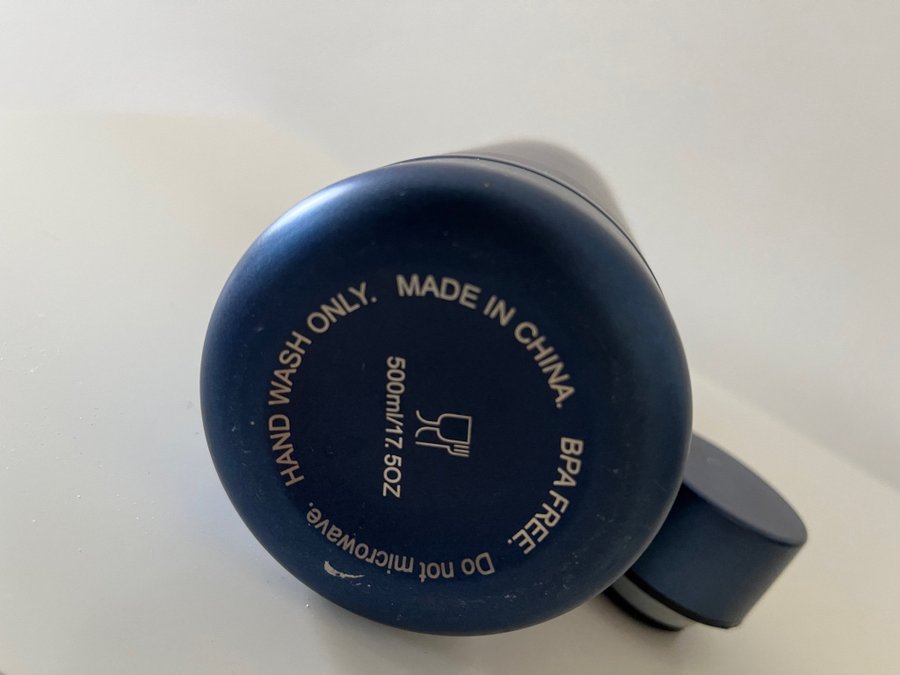 MADE IN CHINA. BPA FREE. Do not microwave. HAND WASH ONLY.
500ml/17. 5OZ